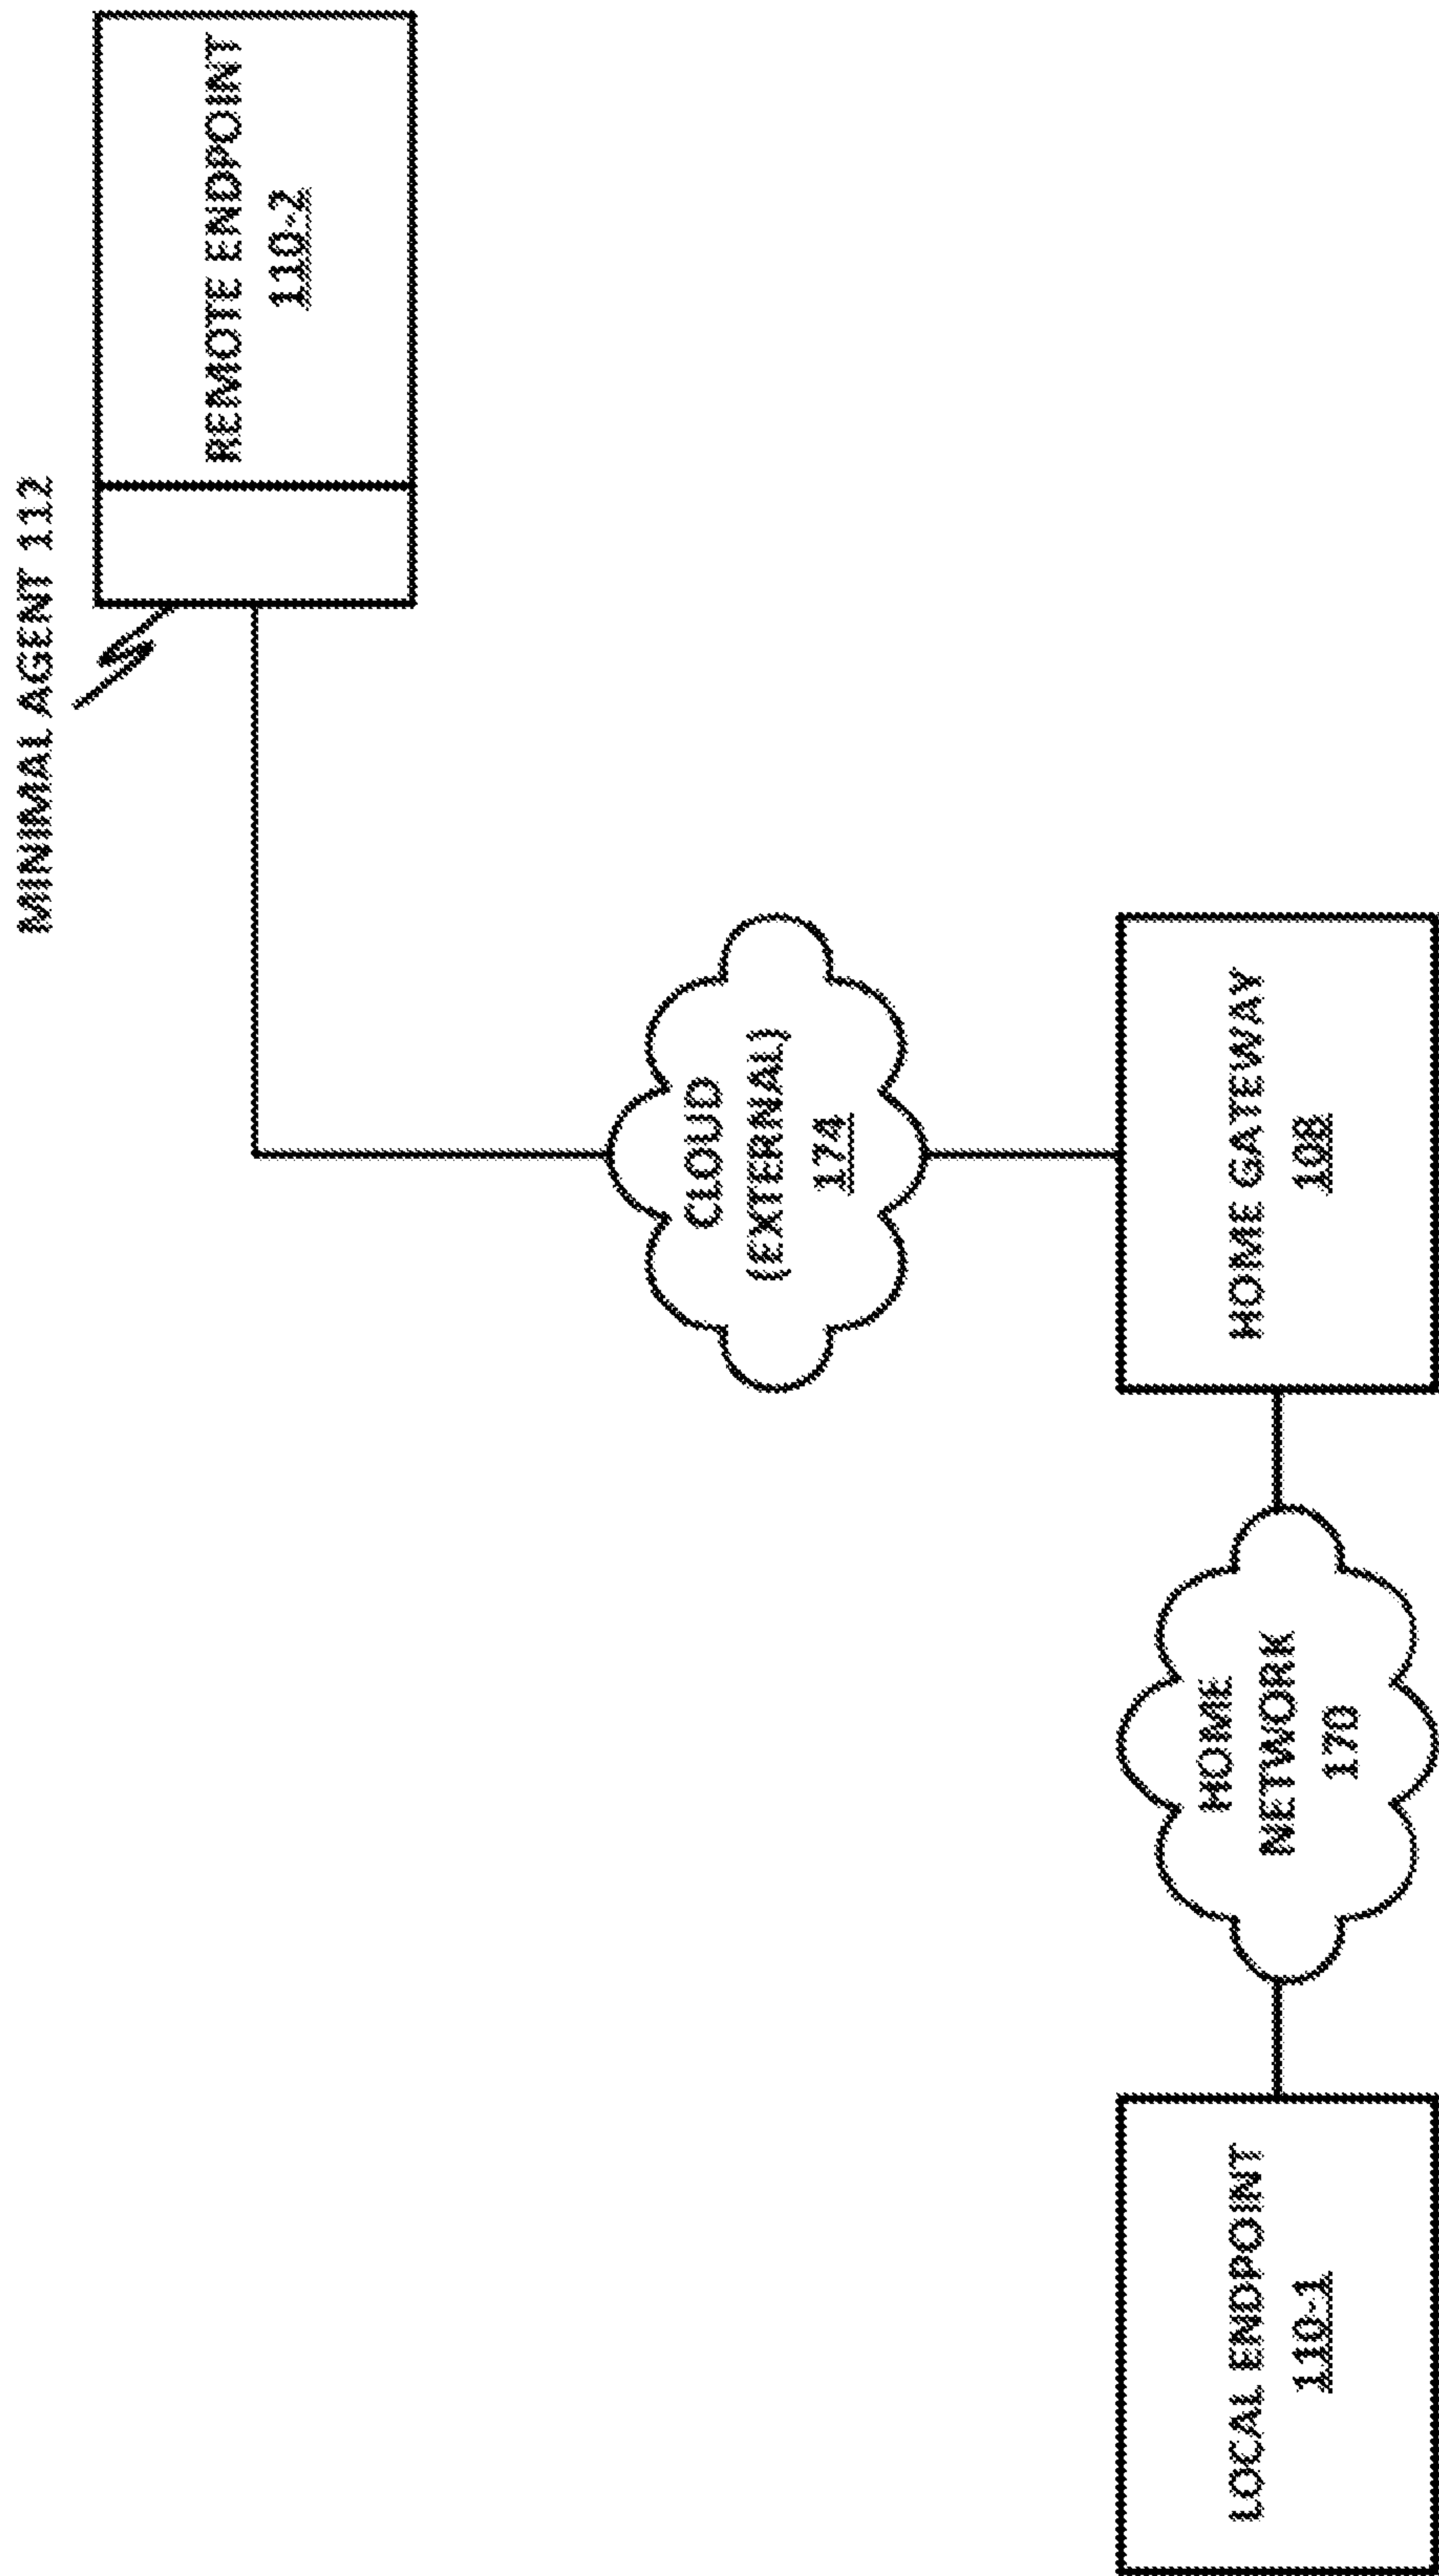 MINIMAL AGENT 112
REMOTE ENDPOINT
110-2
CLOUD
(EXTERNAL)
174
LOCAL ENDPOINT
110-1
HOME
NETWORK
170
HOME GATEWAY
108